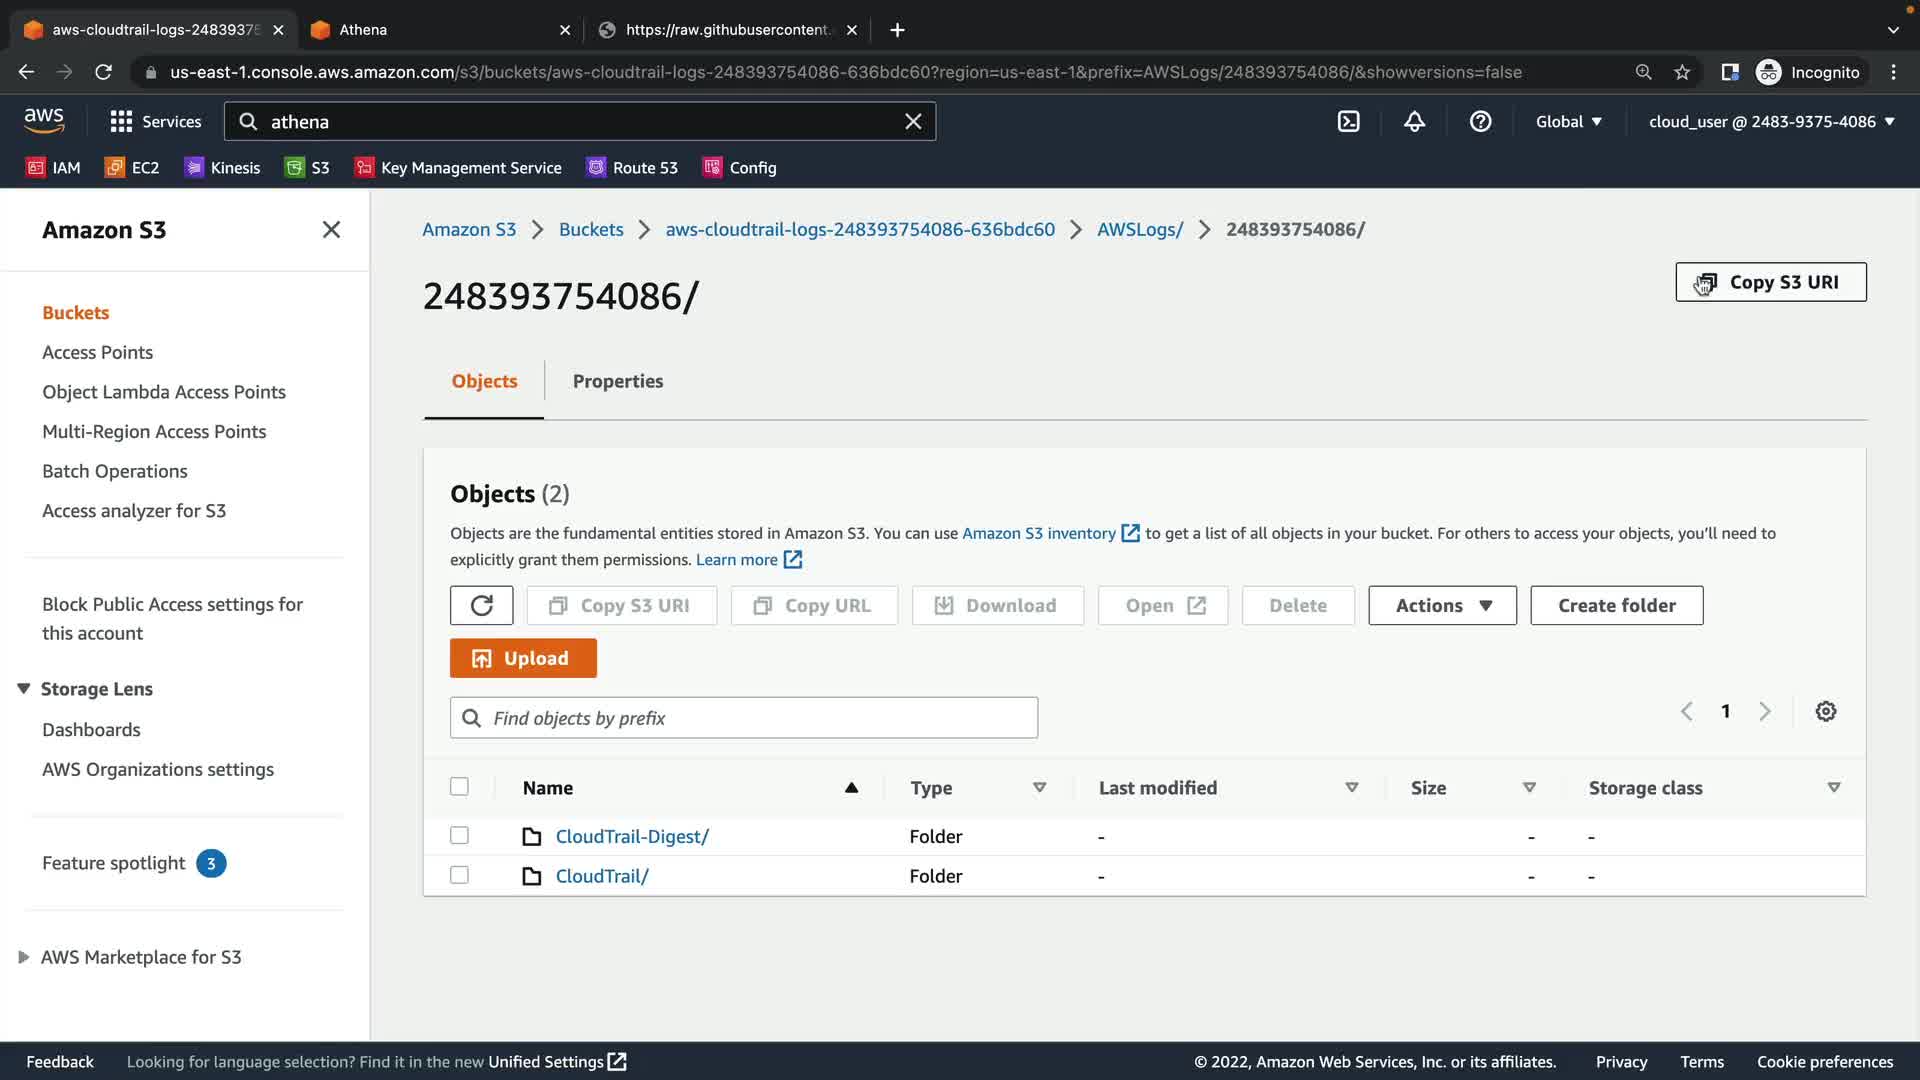 aws-cloudtrail-logs-24839375
Athena
https://raw.githubusercontent.
us-east-1.console.aws.amazon.com/s3/buckets/aws-cloudtrail-logs-248393754086-636bdc60?region=us-east-1&prefix=AWSLogs/248393754086/&showversions=false
Incognito
aws
Services
athena
Global
cloud_user @ 2483-9375-4086
IAM
EC2
Kinesis
S3
Key Management Service
Route 53
Config
Amazon S3
Buckets
Access Points
Object Lambda Access Points
Multi-Region Access Points
Batch Operations
Access analyzer for S3
Block Public Access settings for
this account
Storage Lens
Dashboards
AWS Organizations settings
Feature spotlight 3
AWS Marketplace for S3
Amazon S3 > Buckets > aws-cloudtrail-logs-248393754086-636bdc60 > AWSLogs/ > 248393754086/
248393754086/
Copy S3 URI
Objects
Properties
Objects (2)
Objects are the fundamental entities stored in Amazon S3. You can use Amazon S3 inventory to get a list of all objects in your bucket. For others to access your objects, you'll need to
explicitly grant them permissions. Learn more
Copy S3 URI
Copy URL
Download
Open
Delete
Actions
Create folder
Upload
Find objects by prefix
1
Name Type Last modified Size Storage class
CloudTrail-Digest/ Folder - - -
CloudTrail/ Folder - - -
Feedback
Looking for language selection? Find it in the new Unified Settings
© 2022, Amazon Web Services, Inc. or its affiliates.
Privacy
Terms
Cookie preferences